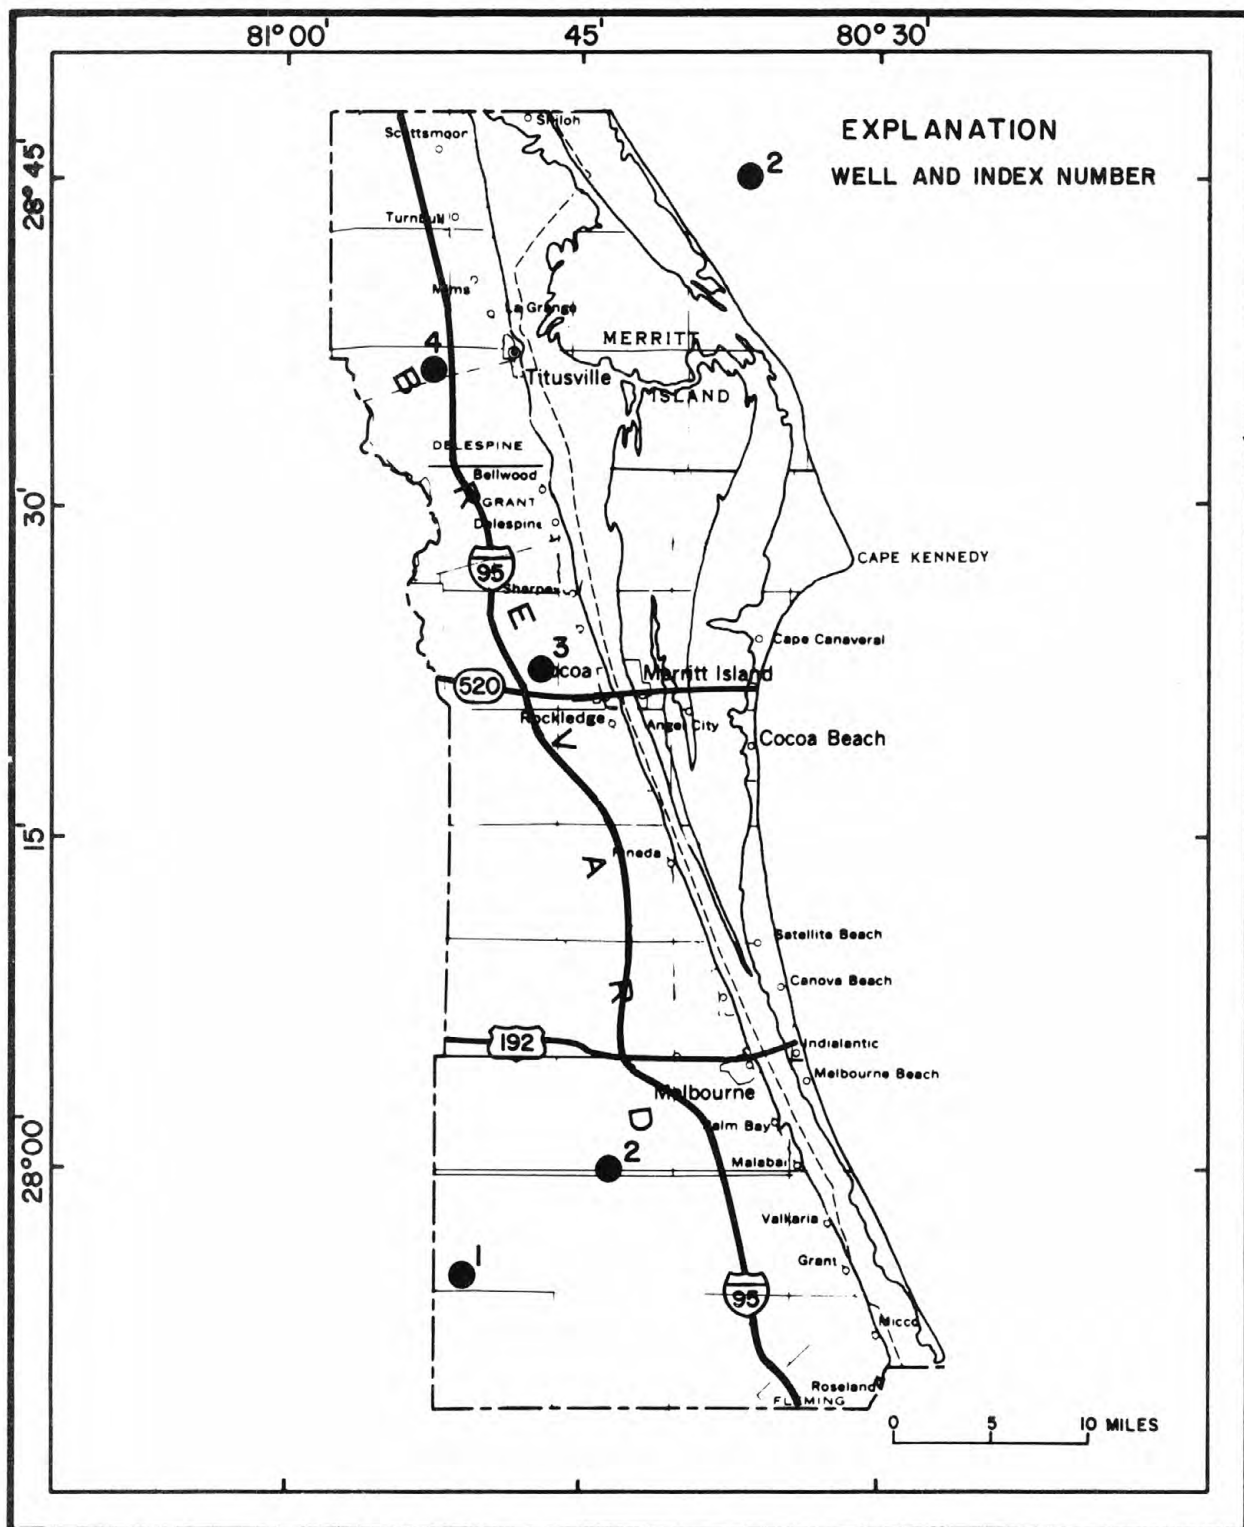 81°00'
45'
80°30'
EXPLANATION
2
WELL AND INDEX NUMBER
28°45'
Shiloh
Scottsmoor
Turnbull
Mims
La Grange
MERRITT
4
B
Titusville
ISLAND
DELESPINE
Bellwood
R
GRANT
30'
Delespine
95
CAPE KENNEDY
Sharpes
E
3
Cape Canaveral
Cocoa
Merritt Island
520
Rockledge
Angel City
V
Cocoa Beach
15'
A
Pineda
Satellite Beach
R
Canova Beach
192
Indialantic
Melbourne Beach
Melbourne
D
Palm Bay
28°00'
2
Malabar
Valkaria
1
Grant
95
Micco
Roseland
FLEMING
0 5 10 MILES